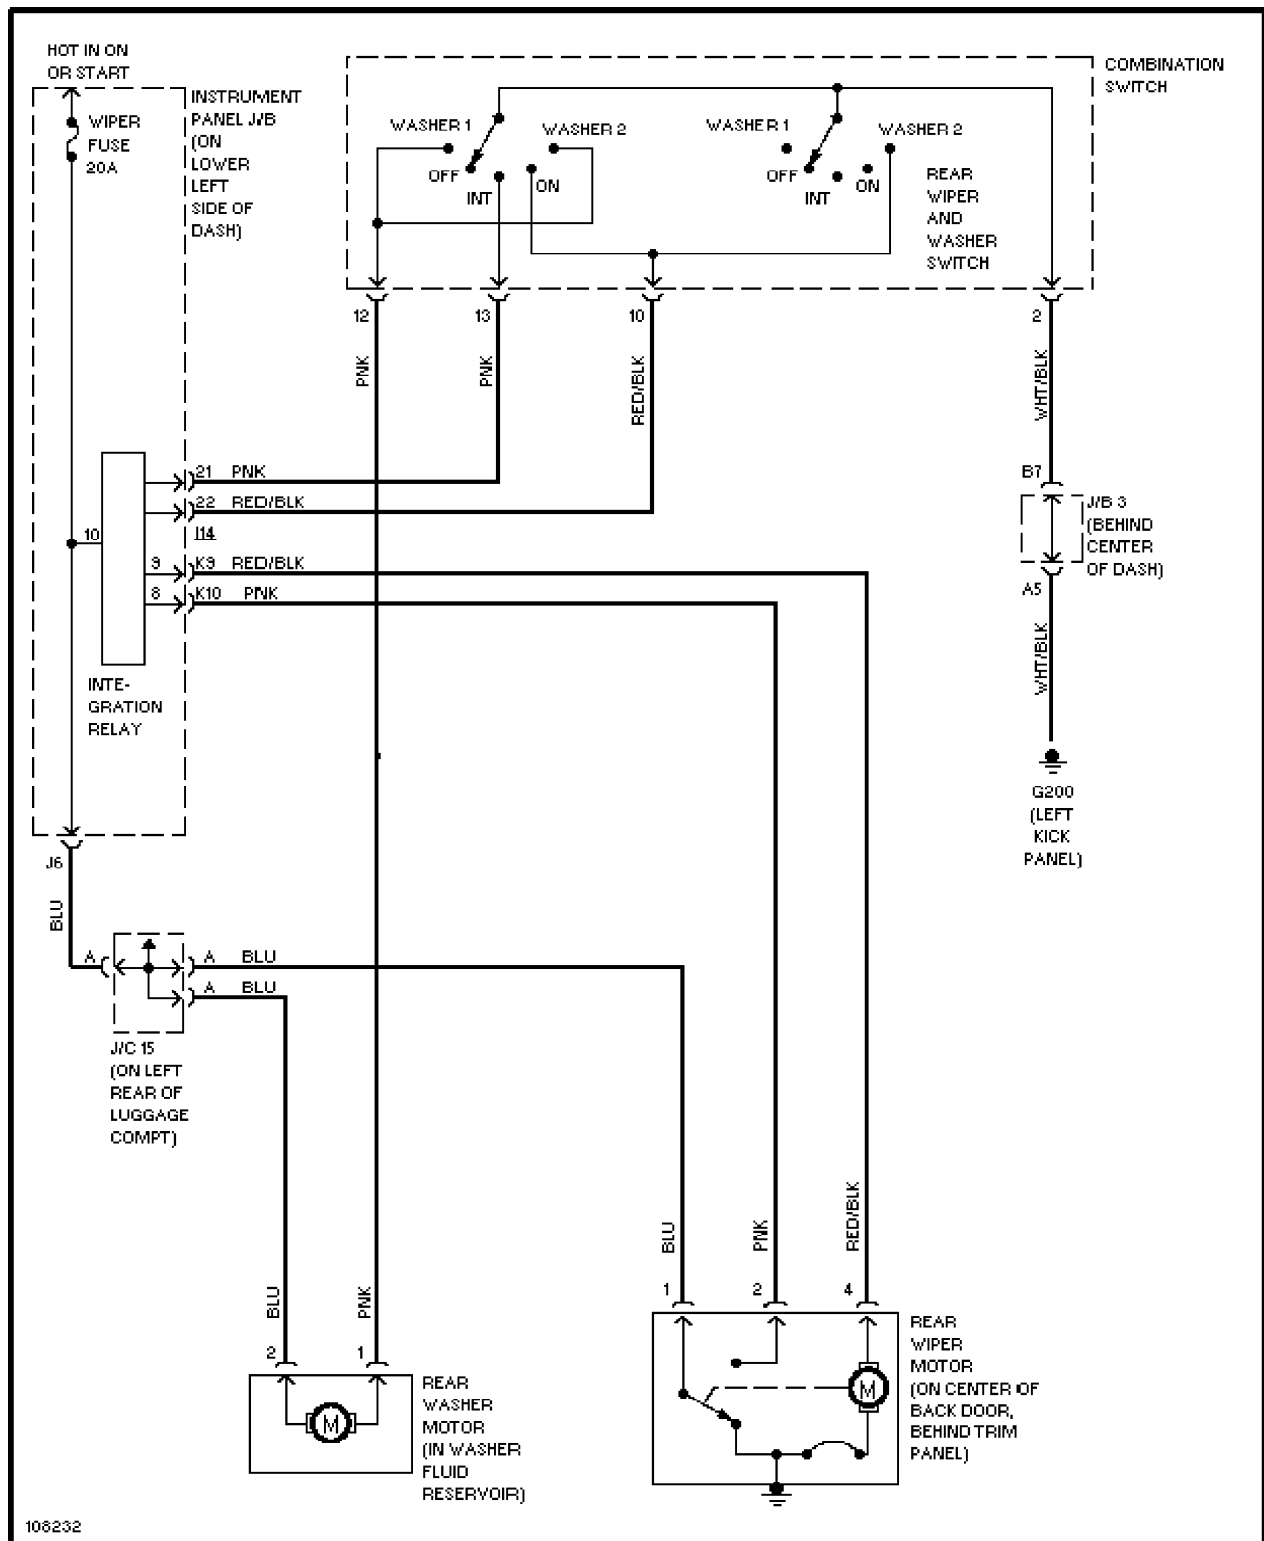 HOT IN ON
OR START
WIPER
FUSE
20A
INSTRUMENT
PANEL J/B
(ON
LOWER
LEFT
SIDE OF
DASH)
COMBINATION
SWITCH
WASHER 1
WASHER 2
OFF
INT
ON
WASHER 1
WASHER 2
OFF
INT
ON
REAR
WIPER
AND
WASHER
SWITCH
12
13
10
2
PNK
PNK
RED/BLK
WHT/BLK
21 PNK
22 RED/BLK
I14
10
9 K9 RED/BLK
8 K10 PNK
INTE-
GRATION
RELAY
B7
J/B 3
(BEHIND
CENTER
OF DASH)
A5
WHT/BLK
G200
(LEFT
KICK
PANEL)
J6
BLU
A
A BLU
A BLU
J/C 15
(ON LEFT
REAR OF
LUGGAGE
COMPT)
BLU
PNK
BLU
PNK
RED/BLK
2
1
1
2
4
M
REAR
WASHER
MOTOR
(IN WASHER
FLUID
RESERVOIR)
M
REAR
WIPER
MOTOR
(ON CENTER OF
BACK DOOR,
BEHIND TRIM
PANEL)
108232